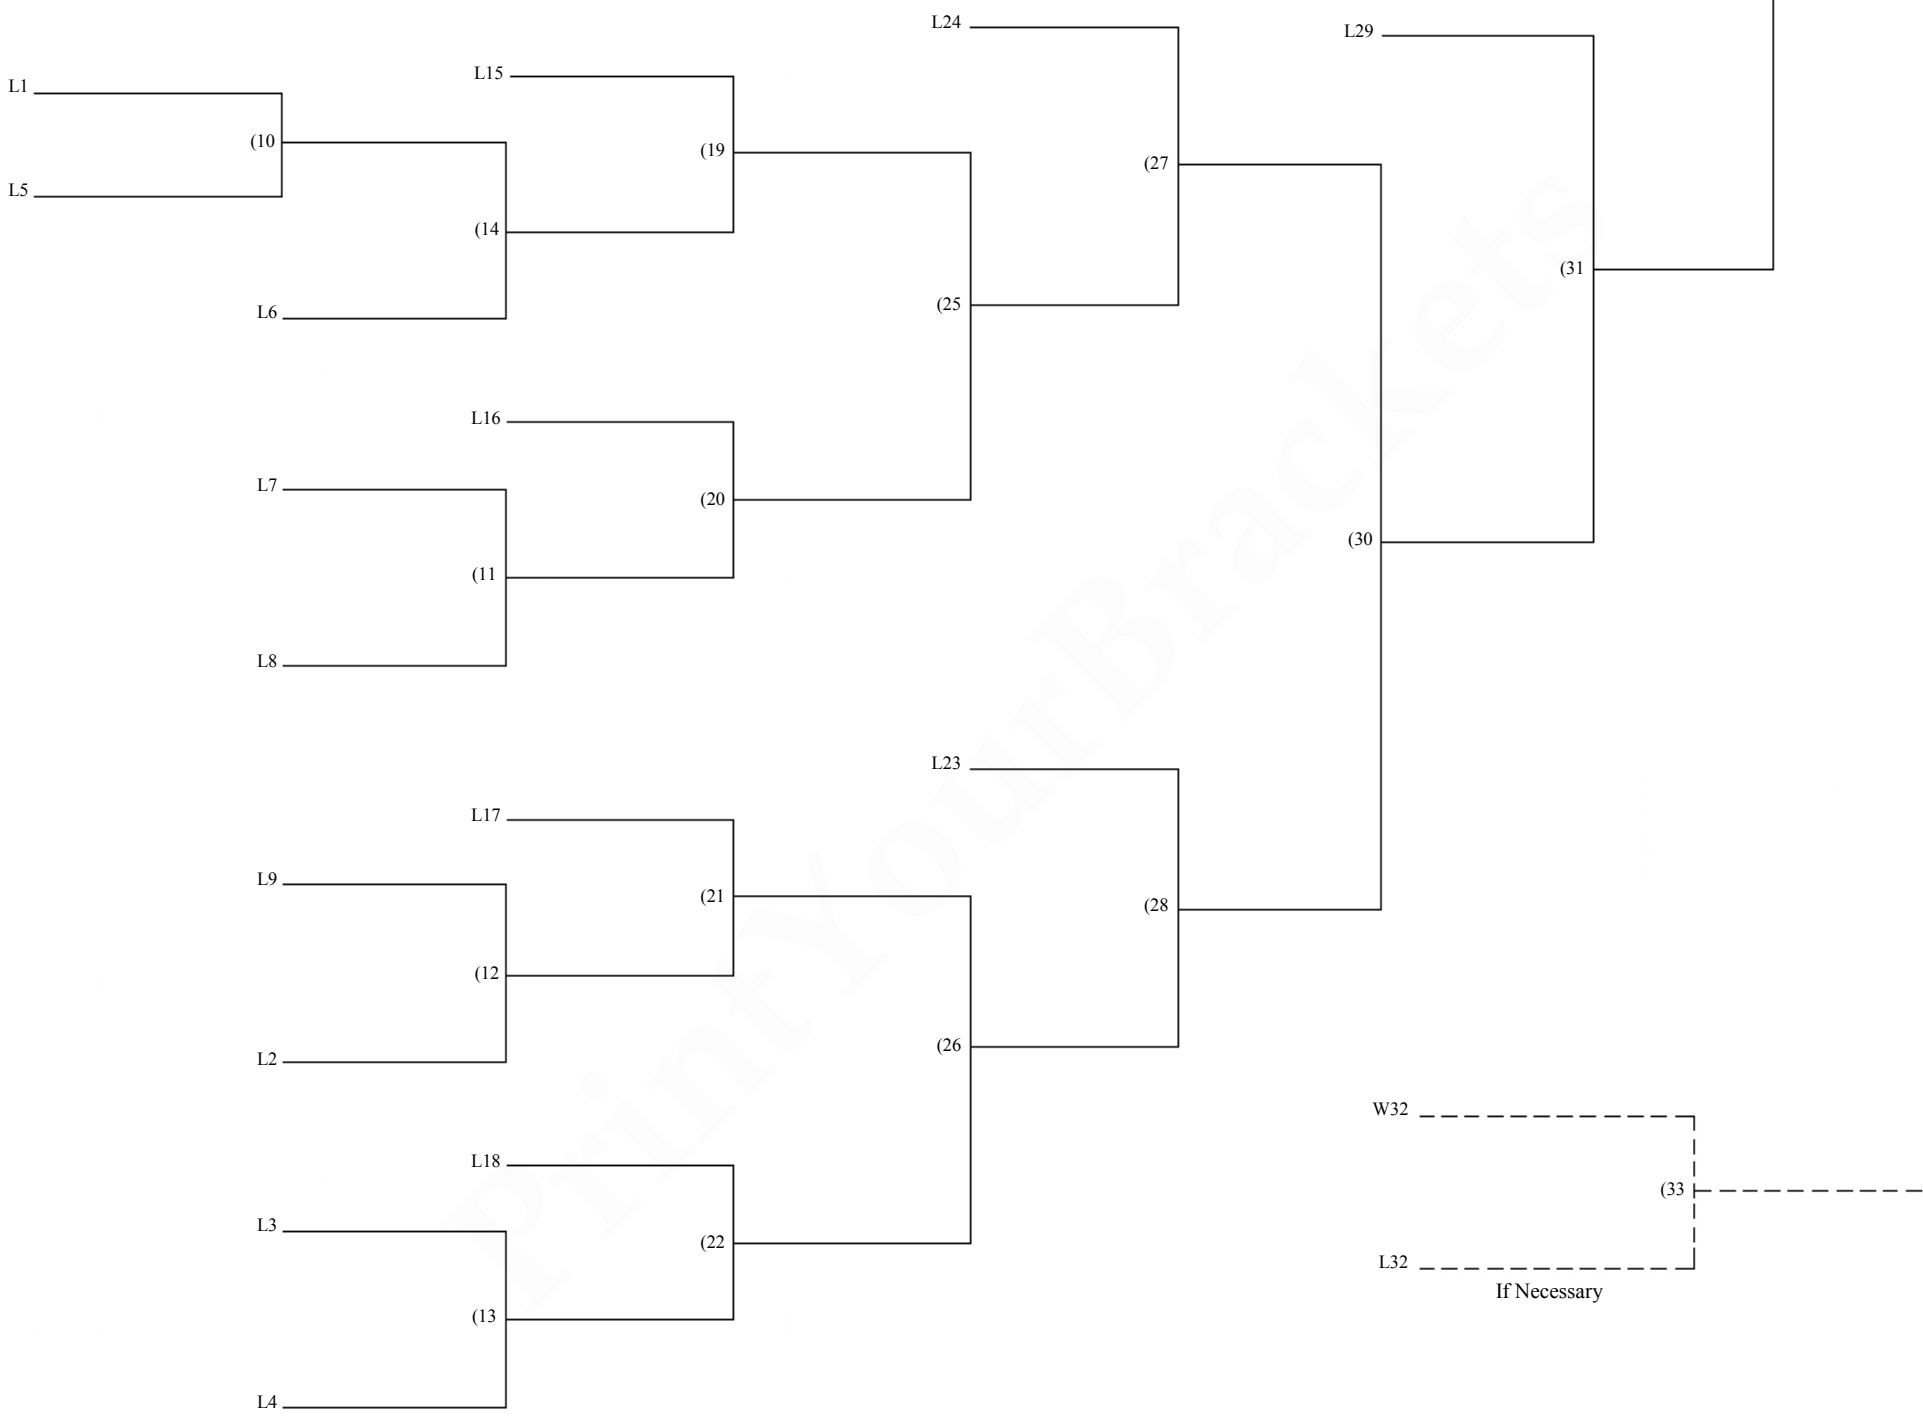 L24
L29
L15
L1
(10
(19
(27
L5
(14
(31
L6
(25
L16
L7
(20
(30
(11
L8
L23
L17
L9
(21
(28
(12
L2
(26
W32
L18
(33
L3
(22
L32
If Necessary
(13
L4
PrintYourBrackets